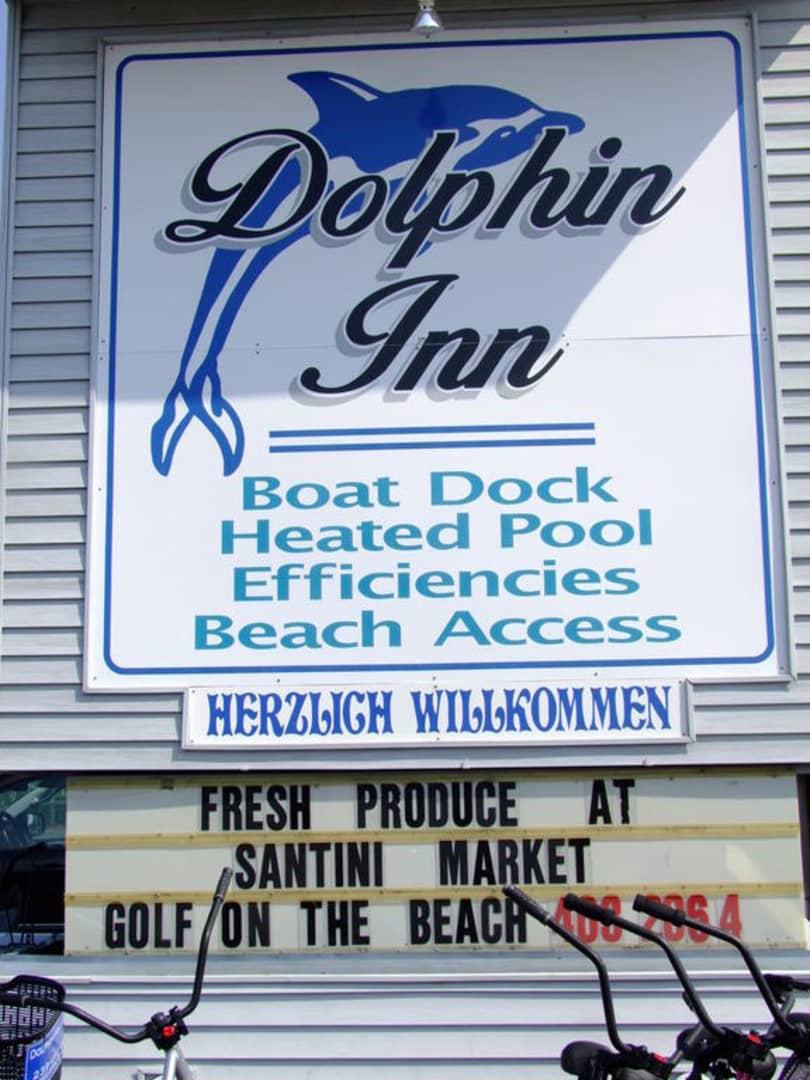 Dolphin
Inn
Boat Dock
Heated Pool
Efficiencies
Beach Access
HERZLICH WILLKOMMEN
FRESH PRODUCE AT
SANTINI MARKET
GOLF ON THE BEACH